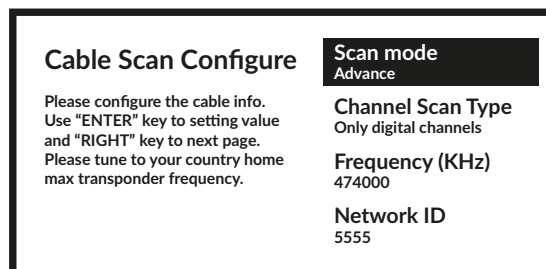 Cable Scan Configure
Please configure the cable info.
Use “ENTER” key to setting value
and “RIGHT” key to next page.
Please tune to your country home
max transponder frequency.
Scan mode
Advance
Channel Scan Type
Only digital channels
Frequency (KHz)
474000
Network ID
5555